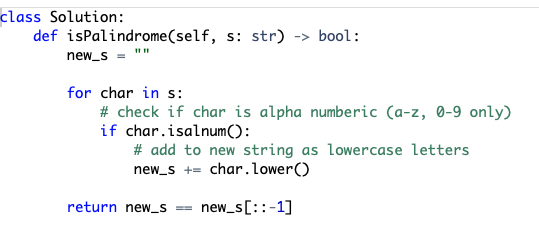 class Solution:
    def isPalindrome(self, s: str) -> bool:
        new_s = ""

        for char in s:
            # check if char is alpha numberic (a-z, 0-9 only)
            if char.isalnum():
                # add to new string as lowercase letters
                new_s += char.lower()

        return new_s == new_s[::-1]